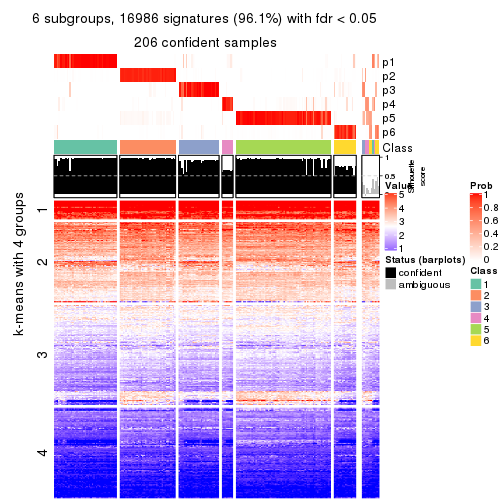 6 subgroups, 16986 signatures (96.1%) with fdr < 0.05
206 confident samples
p1
p2
p3
p4
p5
p6
Class
1
0.5
0
Silhouette
score
k-means with 4 groups
1
2
3
4
Value
5
4
3
2
1
Status (barplots)
confident
ambiguous
Prob
1
0.8
0.6
0.4
0.2
0
Class
1
2
3
4
5
6